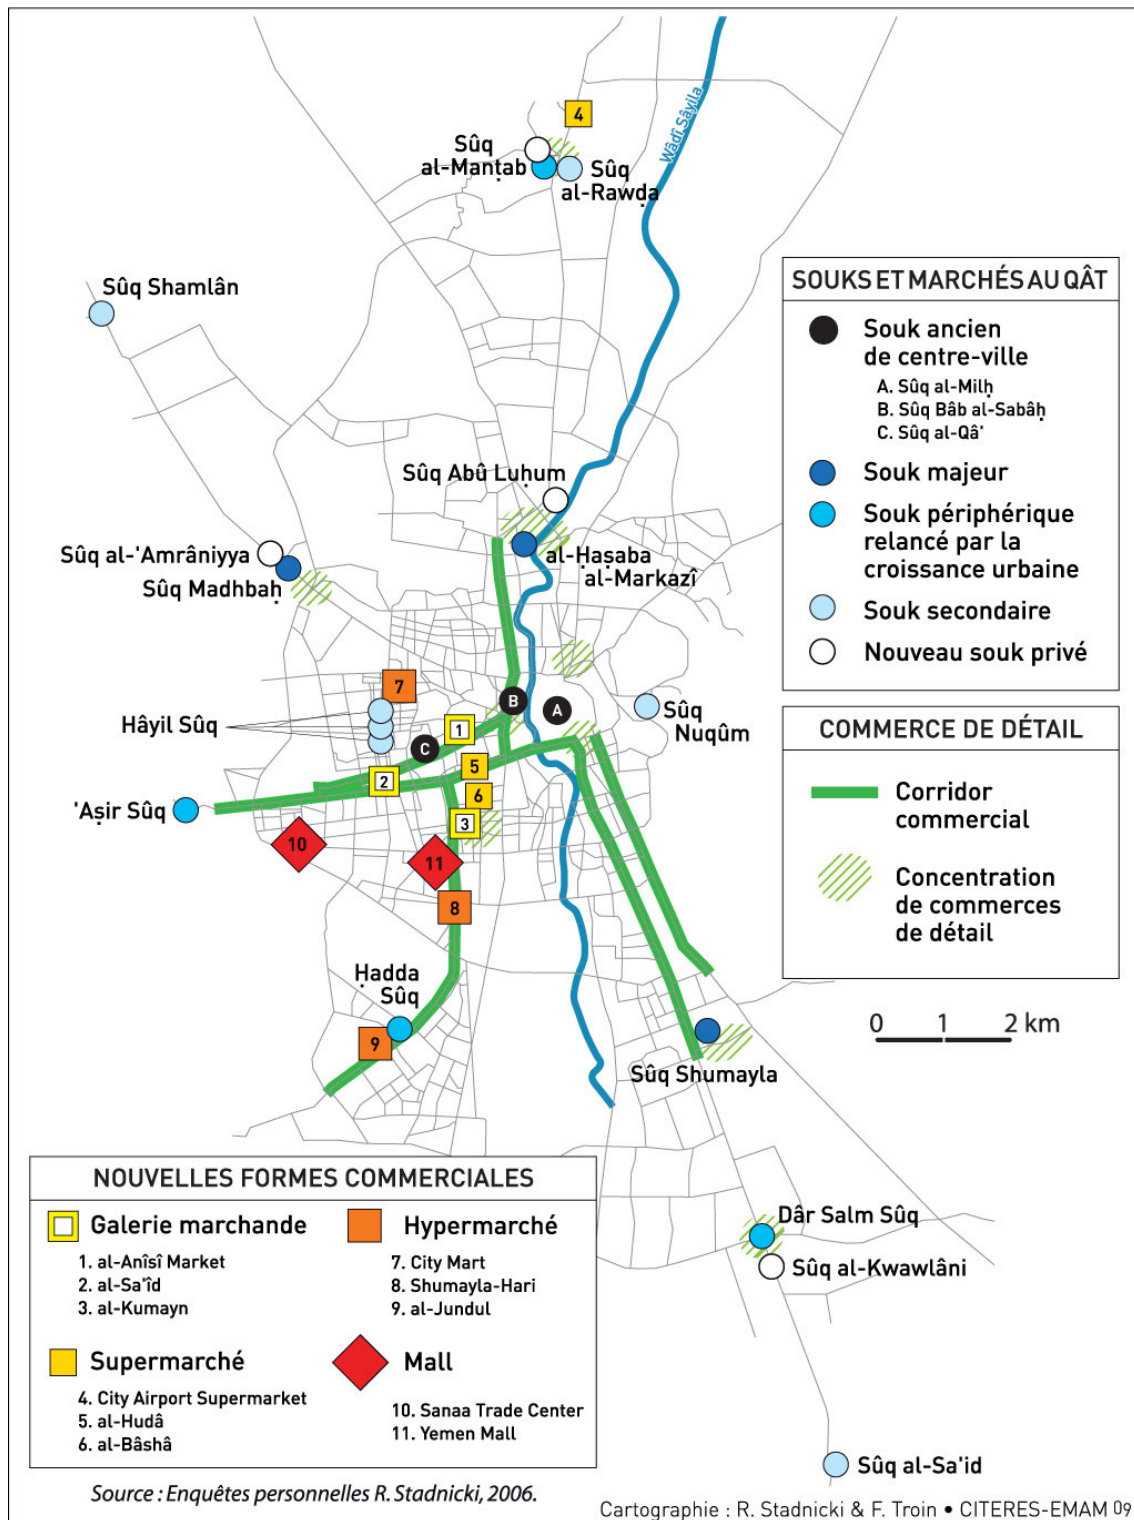 4
Sûq
al-Manṭab
Sûq
al-Rawḍa
Wâdî Sâyila
Sûq Shamlân
Sûq Abû Luḥum
al-Ḥaṣaba
al-Markazî
Sûq al-'Amrâniyya
Sûq Madhbaḥ
7
B
A
Hâyil Sûq
1
C
Sûq
Nuqûm
5
2
6
'Aṣir Sûq
3
10
11
8
Ḥadda
Sûq
9
Sûq Shumayla
Dâr Salm Sûq
Sûq al-Kwawlâni
Sûq al-Sa'id
SOUKS ET MARCHÉS AU QÂT
Souk ancien
de centre-ville
A. Sûq al-Milḥ
B. Sûq Bâb al-Sabâḥ
C. Sûq al-Qâ'
Souk majeur
Souk périphérique
relancé par la
croissance urbaine
Souk secondaire
Nouveau souk privé
COMMERCE DE DÉTAIL
Corridor
commercial
Concentration
de commerces
de détail
0 1 2 km
NOUVELLES FORMES COMMERCIALES
Galerie marchande
1. al-Anîsî Market
2. al-Sa'îd
3. al-Kumayn
Hypermarché
7. City Mart
8. Shumayla-Hari
9. al-Jundul
Supermarché
4. City Airport Supermarket
5. al-Hudâ
6. al-Bâshâ
Mall
10. Sanaa Trade Center
11. Yemen Mall
Source : Enquêtes personnelles R. Stadnicki, 2006.
Cartographie : R. Stadnicki & F. Troin • CITERES-EMAM 09